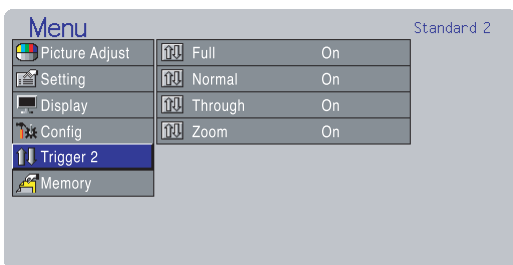 Menu
Standard 2
Picture Adjust
Full On
Setting
Normal On
Display
Through On
Config
Zoom On
Trigger 2
Memory